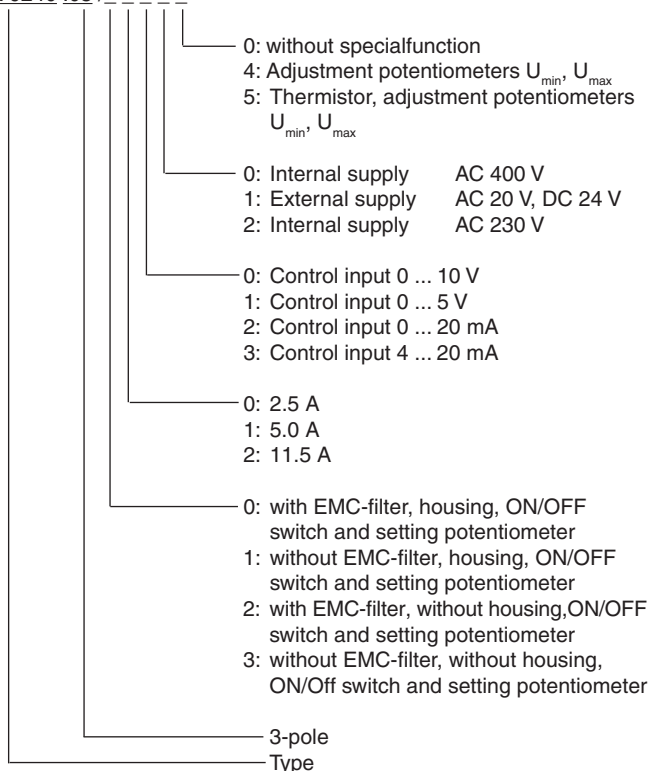 0: without specialfunction
4: Adjustment potentiometers Umin, Umax
5: Thermistor, adjustment potentiometers
Umin, Umax
0: Internal supply AC 400 V
1: External supply AC 20 V, DC 24 V
2: Internal supply AC 230 V
0: Control input 0 ... 10 V
1: Control input 0 ... 5 V
2: Control input 0 ... 20 mA
3: Control input 4 ... 20 mA
0: 2.5 A
1: 5.0 A
2: 11.5 A
0: with EMC-filter, housing, ON/OFF
switch and setting potentiometer
1: without EMC-filter, housing, ON/OFF
switch and setting potentiometer
2: with EMC-filter, without housing,ON/OFF
switch and setting potentiometer
3: without EMC-filter, without housing,
ON/Off switch and setting potentiometer
3-pole
Type